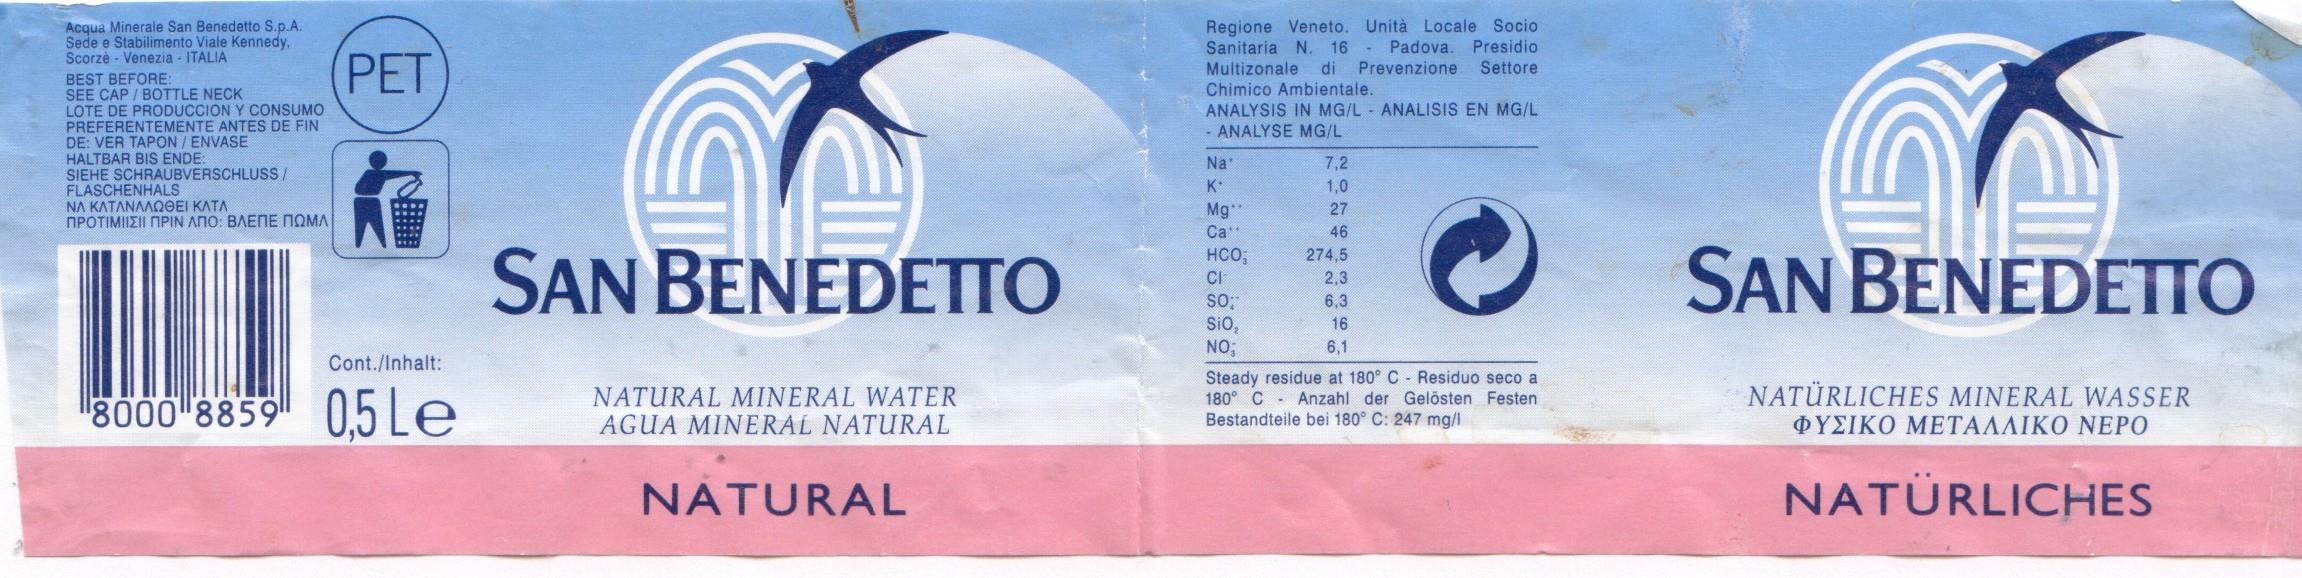 Acqua Minerale San Benedetto S.p.A.
Sede e Stabilimento Viale Kennedy,
Scorzè - Venezia - ITALIA
BEST BEFORE:
SEE CAP / BOTTLE NECK
LOTE DE PRODUCCION Y CONSUMO
PREFERENTEMENTE ANTES DE FIN
DE: VER TAPON / ENVASE
HALTBAR BIS ENDE:
SIEHE SCHRAUBVERSCHLUSS /
FLASCHENHALS
ΝΑ ΚΑΤΑΝΑΛΩΘΕΙ ΚΑΤΑ
ΠΡΟΤΙΜΙΙΣΙΙ ΠΡΙΝ ΑΠΟ: ΒΛΕΠΕ ΠΩΜΑ
PET
8000 8859
Cont./Inhalt:
0,5 L e
SAN BENEDETTO
NATURAL MINERAL WATER
AGUA MINERAL NATURAL
NATURAL
Regione Veneto. Unità Locale Socio
Sanitaria N. 16 - Padova. Presidio
Multizonale di Prevenzione Settore
Chimico Ambientale.
ANALYSIS IN MG/L - ANALISIS EN MG/L
- ANALYSE MG/L
Na⁺ 7,2
K⁺ 1,0
Mg⁺⁺ 27
Ca⁺⁺ 46
HCO₃⁻ 274,5
Cl⁻ 2,3
SO₄⁻⁻ 6,3
SiO₂ 16
NO₃⁻ 6,1
Steady residue at 180° C - Residuo seco a
180° C - Anzahl der Gelösten Festen
Bestandteile bei 180° C: 247 mg/l
SAN BENEDETTO
NATÜRLICHES MINERAL WASSER
ΦΥΣΙΚΟ ΜΕΤΑΛΛΙΚΟ ΝΕΡΟ
NATÜRLICHES